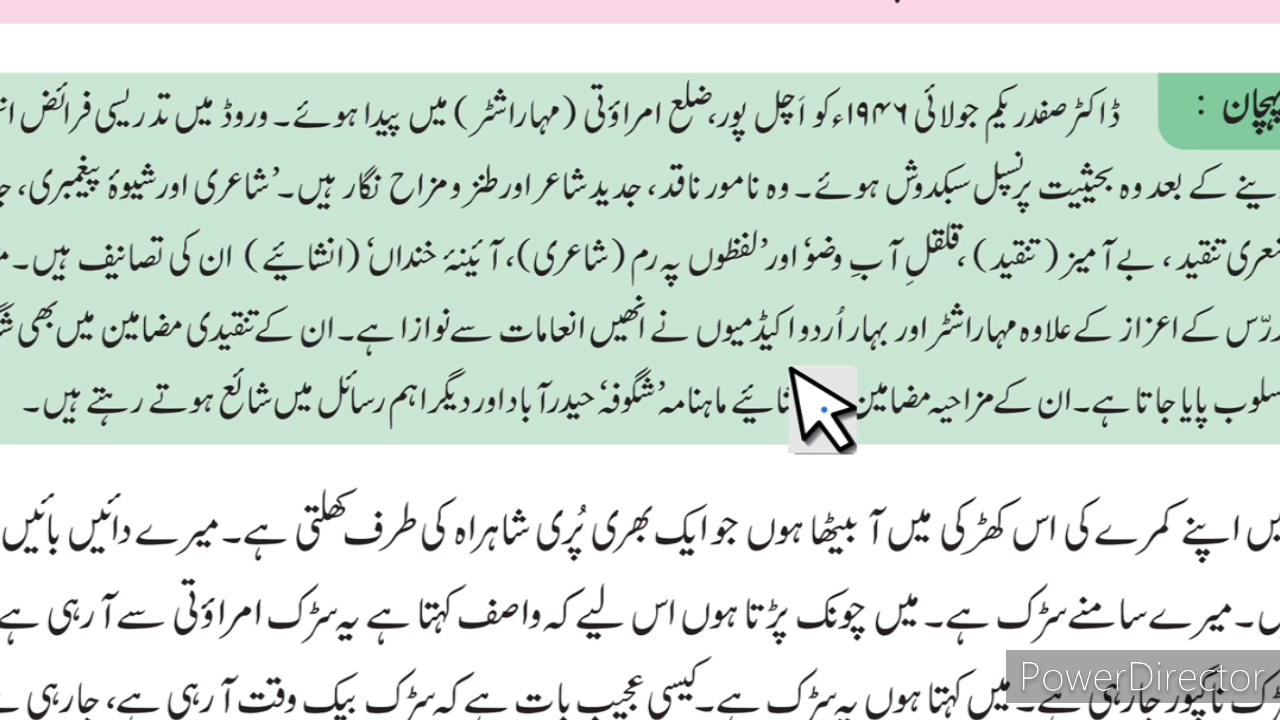 پہچان :
ڈاکٹر صفدر یکم جولائی ۱۹۴۶ء کو اَچل پور، ضلع امراؤتی (مہاراشٹر) میں پیدا ہوئے۔ وروڈ میں تدریسی فرائض
کے بعد وہ بحیثیت پرنسپل سبکدوش ہوئے۔ وہ نامور ناقد، جدید شاعر اور طنز و مزاح نگار ہیں۔ ’شاعری اور شیوۂ پیغمبری،
شعری تنقید، بے آمیز (تنقید)، قلقلِ آبِ وضو‘ اور ’لفظوں پہ رم (شاعری)، آئینۂ خنداں‘ (انشائیے) ان کی تصانیف ہیں۔
کے اعزاز کے علاوہ مہاراشٹر اور بہار اُردو اکیڈمیوں نے انھیں انعامات سے نوازا ہے۔ ان کے تنقیدی مضامین میں بھی
پایا جاتا ہے۔ ان کے مزاحیہ مضامین ماہنامہ ’شگوفہ‘ حیدرآباد اور دیگر اہم رسائل میں شائع ہوتے رہتے ہیں۔
اپنے کمرے کی اس کھڑکی میں آ بیٹھا ہوں جو ایک بھری پُری شاہراہ کی طرف کھلتی ہے۔ میرے دائیں بائیں
میرے سامنے سڑک ہے۔ میں چونک پڑتا ہوں اس لیے کہ واصف کہتا ہے یہ سڑک امراؤتی سے آ رہی ہے
ناگپور جا رہی ہے۔ میں کہتا ہوں یہ سڑک ہے۔ کیسی عجیب بات ہے کہ سڑک بیک وقت آ رہی ہے، جا رہی
PowerDirector